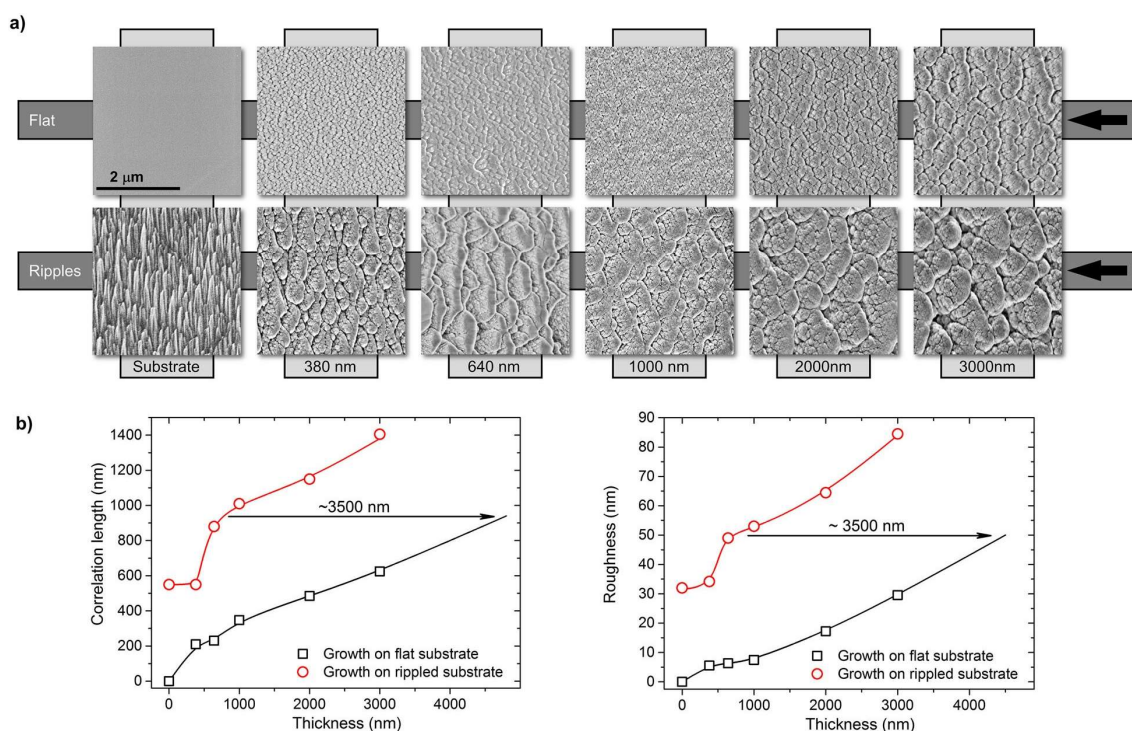 a)
Flat
2 μm
Ripples
Substrate
380 nm
640 nm
1000 nm
2000nm
3000nm
b)
1400
1200
1000
800
600
400
200
0
Correlation length (nm)
~3500 nm
Growth on flat substrate
Growth on rippled substrate
0 1000 2000 3000 4000
Thickness (nm)
90
80
70
60
50
40
30
20
10
0
Roughness (nm)
~ 3500 nm
Growth on flat substrate
Growth on rippled substrate
0 1000 2000 3000 4000
Thickness (nm)